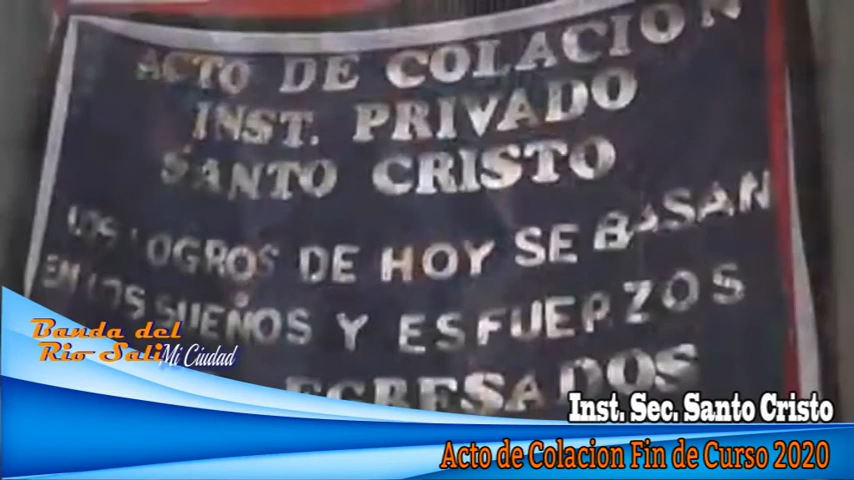 ACTO DE COLACION
INST. PRIVADO
SANTO CRISTO
LOS LOGROS DE HOY SE BASAN
EN LOS SUEÑOS Y ESFUERZOS
EGRESADOS
Banda del
Rio Sali Mi Ciudad
Inst. Sec. Santo Cristo
Acto de Colacion Fin de Curso 2020